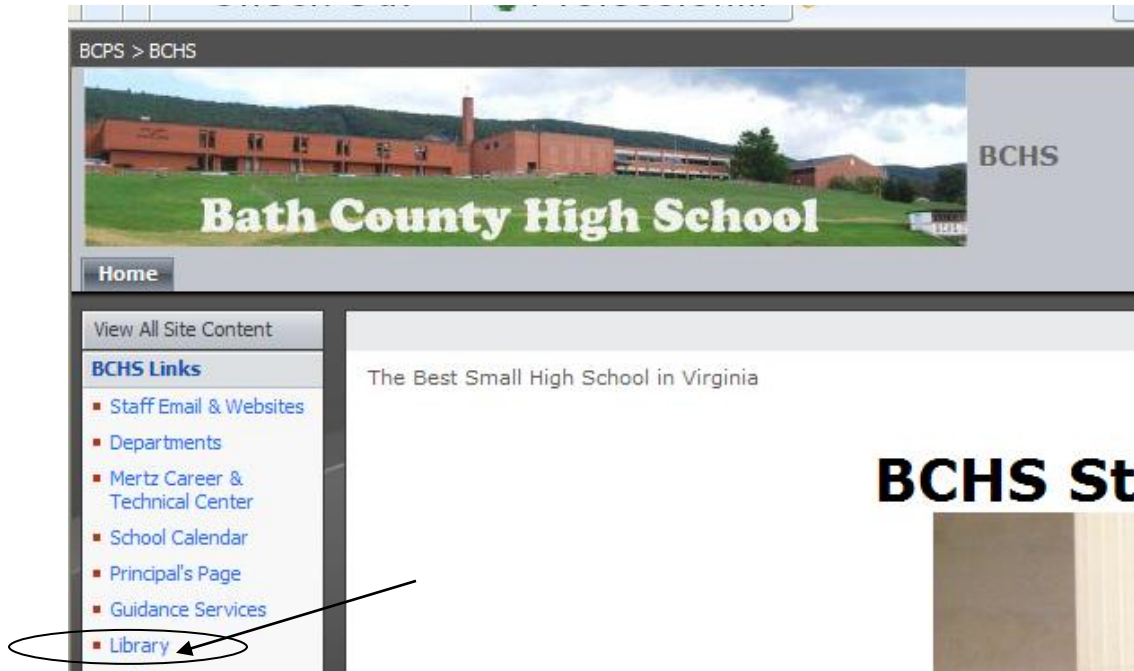 BCPS > BCHS
Bath County High School
BCHS
Home
View All Site Content
BCHS Links
Staff Email & Websites
Departments
Mertz Career &
Technical Center
School Calendar
Principal's Page
Guidance Services
Library
The Best Small High School in Virginia
BCHS St